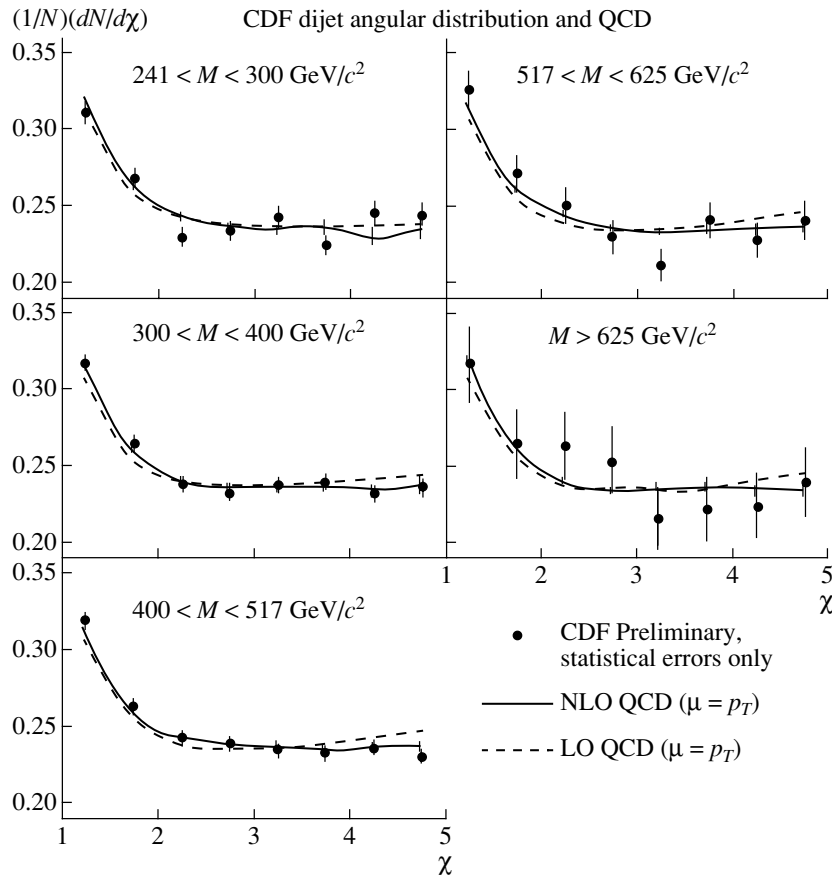 (1/N)(dN/dχ) CDF dijet angular distribution and QCD
0.35
241 < M < 300 GeV/c²
517 < M < 625 GeV/c²
0.30
0.25
0.20
0.35
300 < M < 400 GeV/c²
M > 625 GeV/c²
0.30
0.25
0.20
1 2 3 4 5
χ
0.35
400 < M < 517 GeV/c²
0.30
0.25
0.20
1 2 3 4 5
χ
CDF Preliminary,
statistical errors only
NLO QCD (μ = p_T)
LO QCD (μ = p_T)